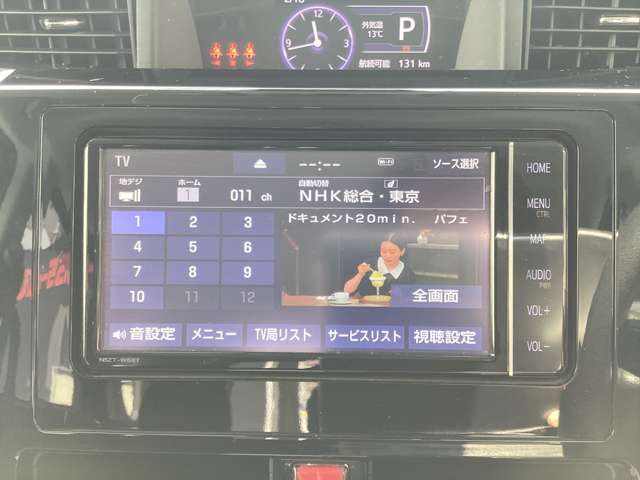 12
外気温
13℃
P
航続可能 131 km
TV
--:--
Wi-Fi
ソース選択
地デジ
ホーム
1
011 ch
自動切替
NHK総合・東京
1 2 3
4 5 6
7 8 9
10 11 12
ドキュメント20min. パフェ
全画面
音設定
メニュー
TV局リスト
サービスリスト
視聴設定
HOME
MENU
CTRL
MAP
AUDIO
PWR
VOL+
VOL-